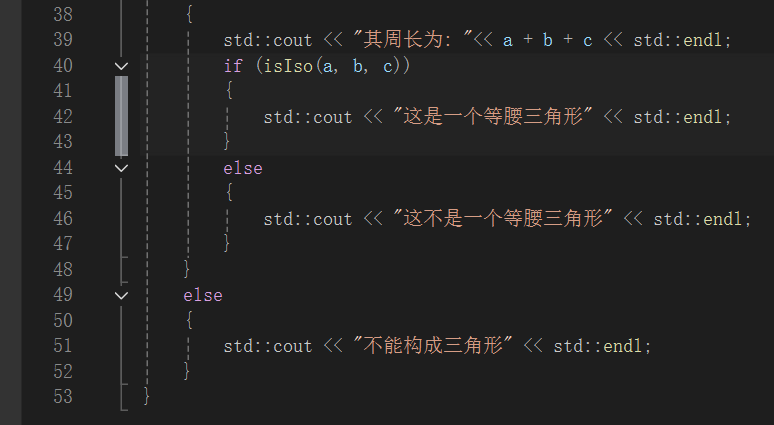 38 {
39 std::cout << "其周长为: "<< a + b + c << std::endl;
40 if (isIso(a, b, c))
41 {
42 std::cout << "这是一个等腰三角形" << std::endl;
43 }
44 else
45 {
46 std::cout << "这不是一个等腰三角形" << std::endl;
47 }
48 }
49 else
50 {
51 std::cout << "不能构成三角形" << std::endl;
52 }
53 }